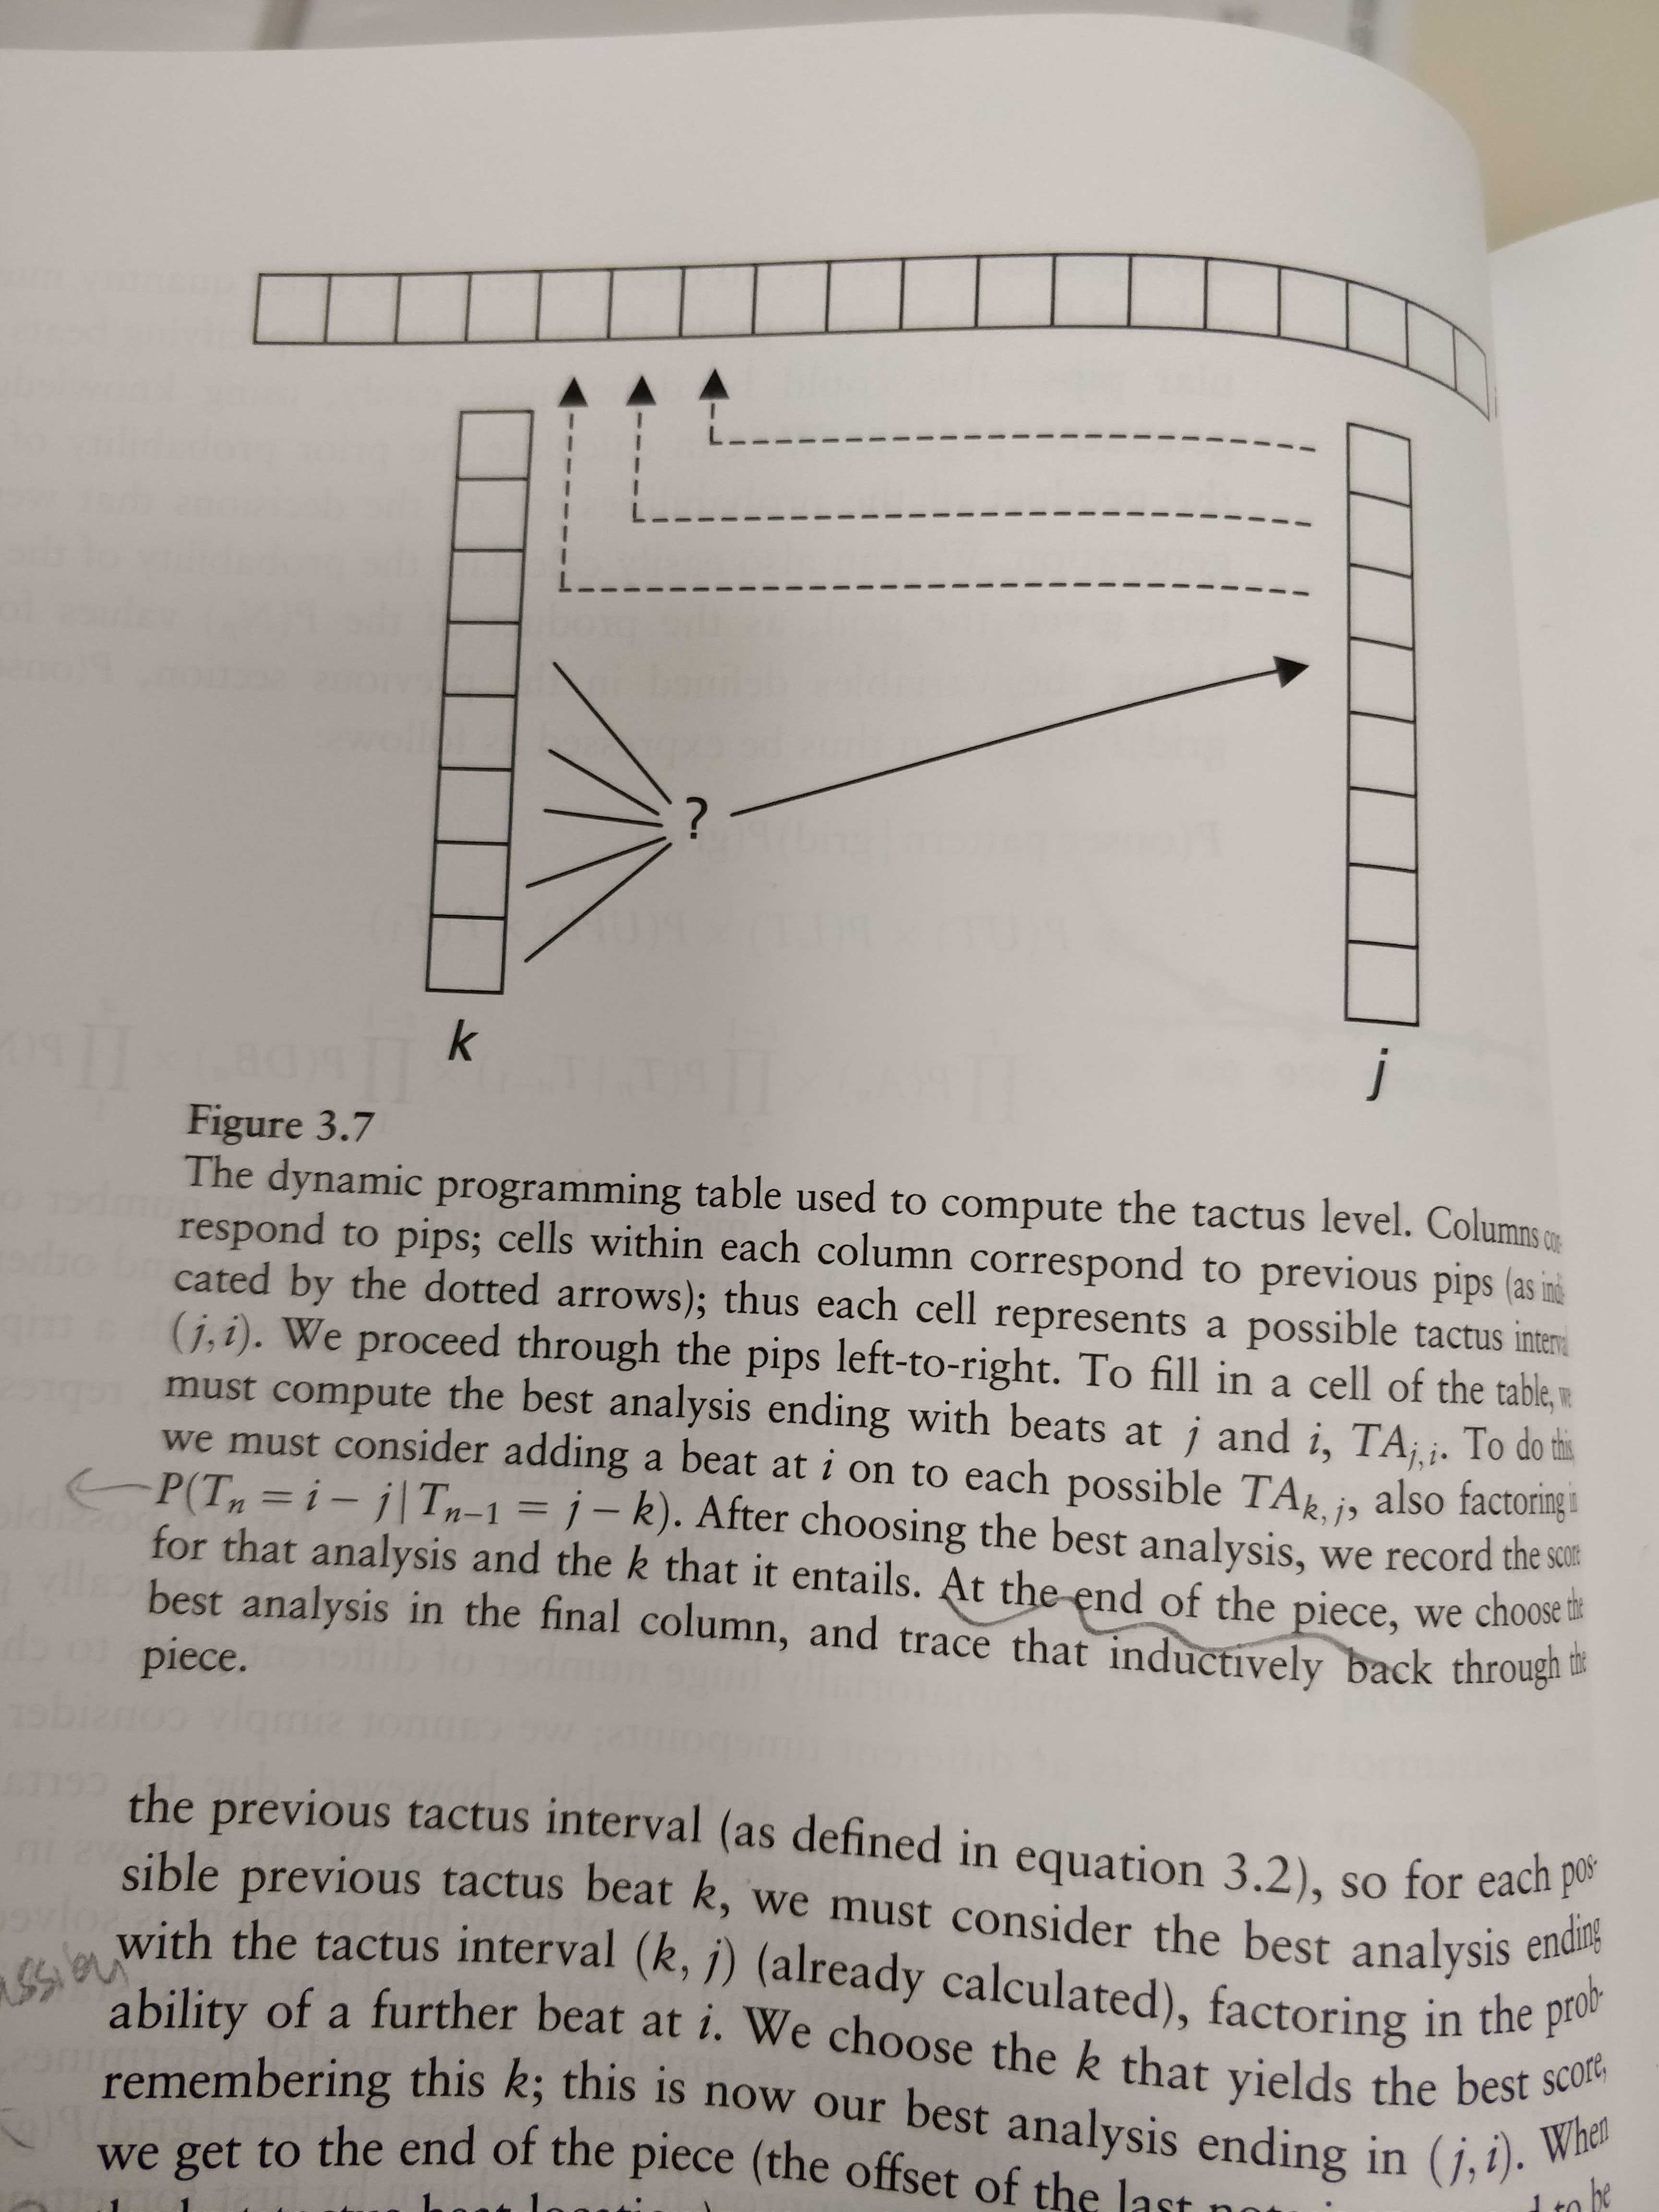 ?
k
j
Figure 3.7
The dynamic programming table used to compute the tactus level. Columns cor-
respond to pips; cells within each column correspond to previous pips (as indi-
cated by the dotted arrows); thus each cell represents a possible tactus interval
(j,i). We proceed through the pips left-to-right. To fill in a cell of the table, we
must compute the best analysis ending with beats at j and i, TAj,i. To do this
we must consider adding a beat at i on to each possible TAk,j, also factoring in
P(Tn = i − j|Tn−1 = j − k). After choosing the best analysis, we record the score
for that analysis and the k that it entails. At the end of the piece, we choose the
best analysis in the final column, and trace that inductively back through the
piece.
the previous tactus interval (as defined in equation 3.2), so for each pos-
sible previous tactus beat k, we must consider the best analysis ending
with the tactus interval (k, j) (already calculated), factoring in the prob-
ability of a further beat at i. We choose the k that yields the best score,
remembering this k; this is now our best analysis ending in (j,i). When
we get to the end of the piece (the offset of the last
to be